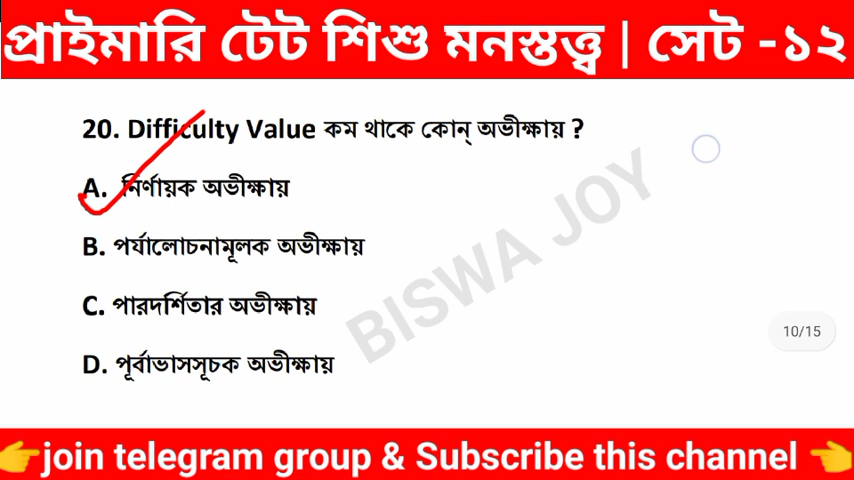 প্রাইমারি টেট শিশু মনস্তত্ত্ব | সেট -১২
20. Difficulty Value কম থাকে কোন্ অভীক্ষায় ?
A. নির্ণায়ক অভীক্ষায়
B. পর্যালোচনামূলক অভীক্ষায়
C. পারদর্শিতার অভীক্ষায়
D. পূর্বাভাসসূচক অভীক্ষায়
BISWA JOY
10/15
👉join telegram group & Subscribe this channel 👈